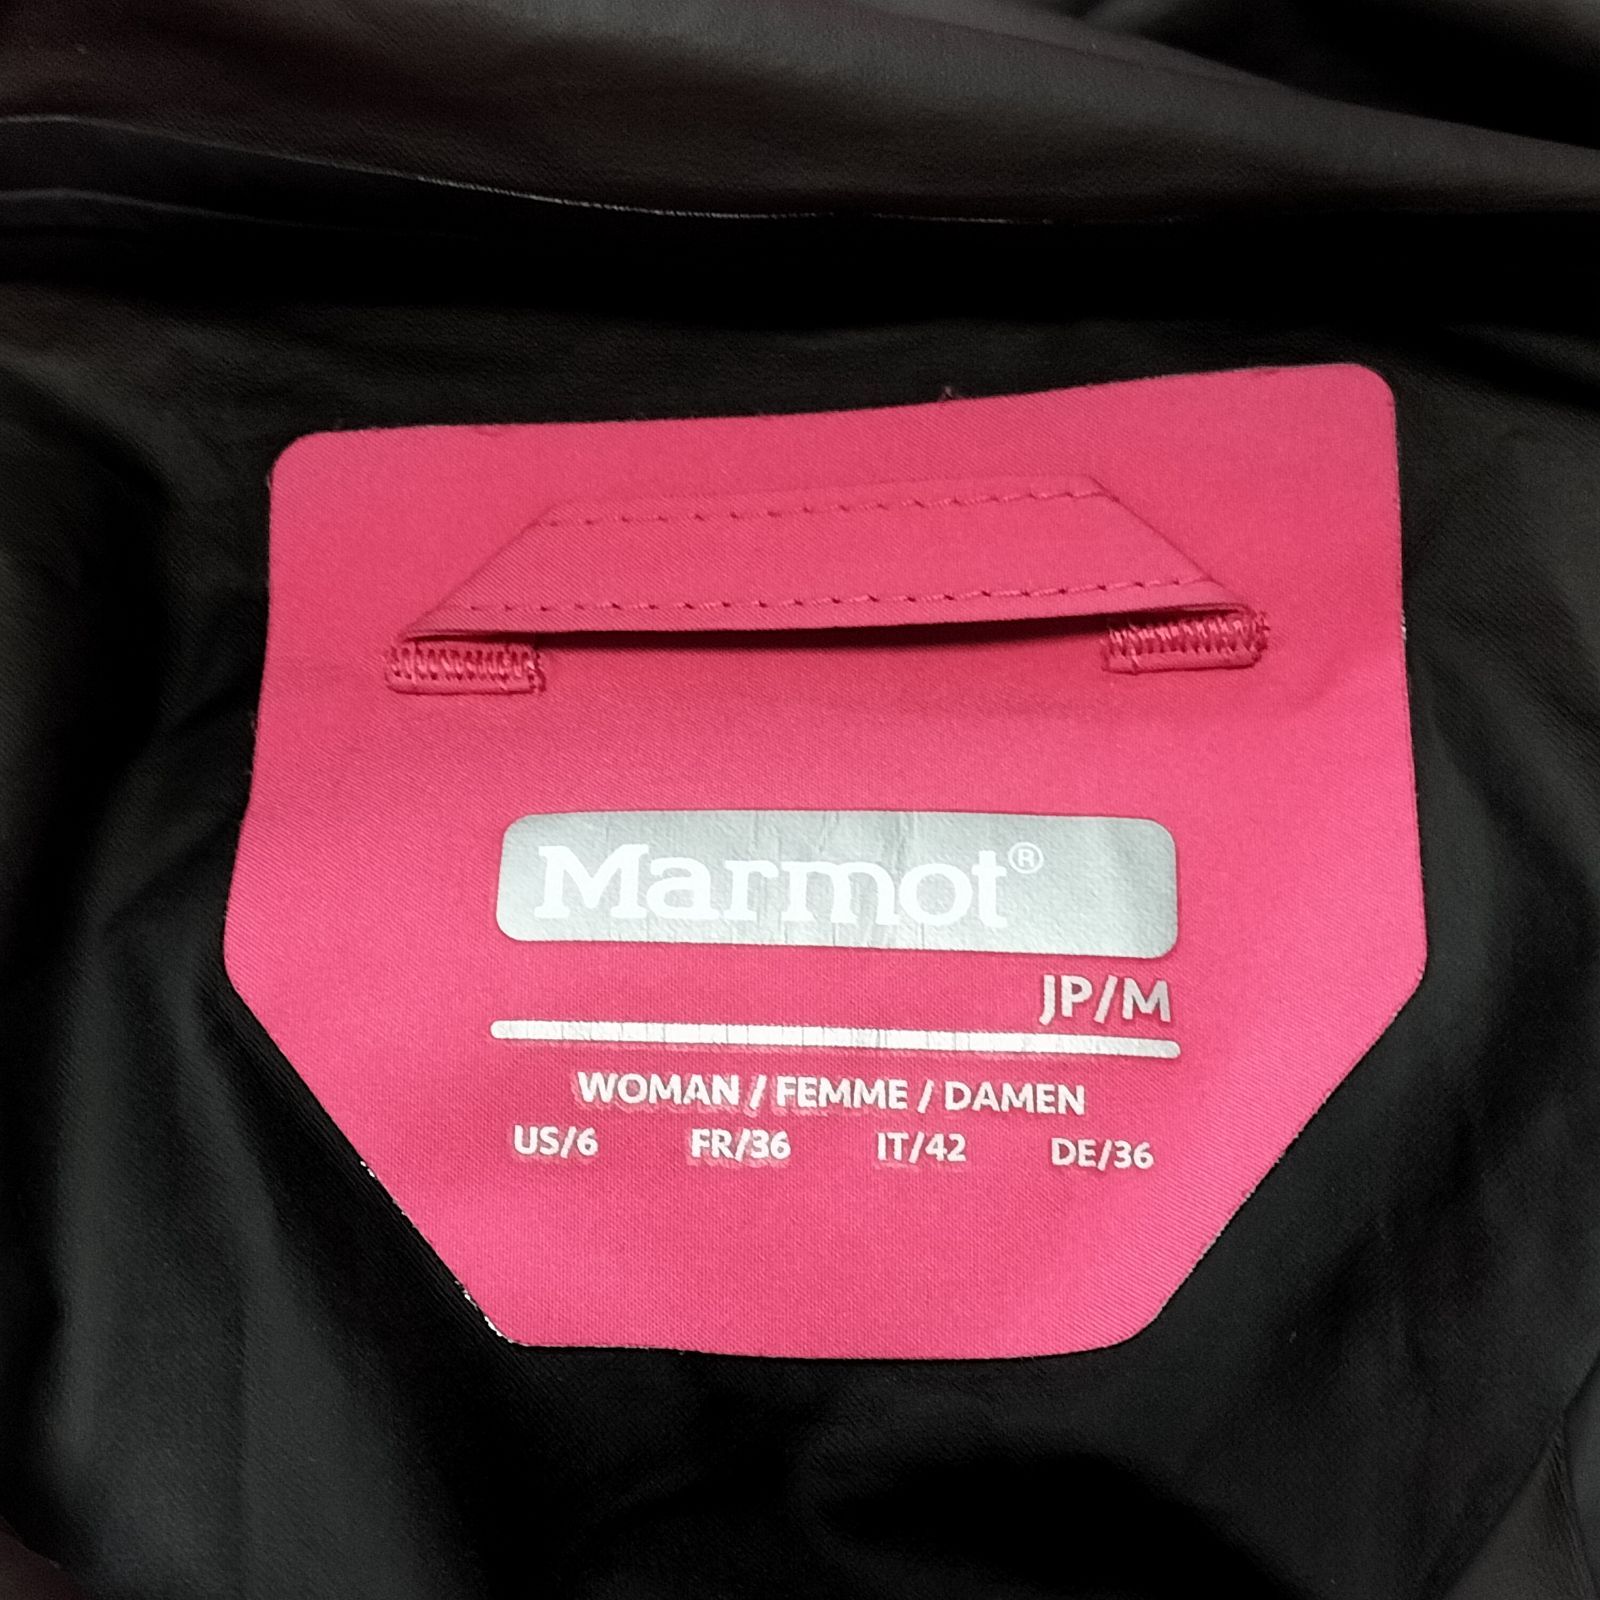 Marmot®
JP/M
WOMAN / FEMME / DAMEN
US/6 FR/36 IT/42 DE/36